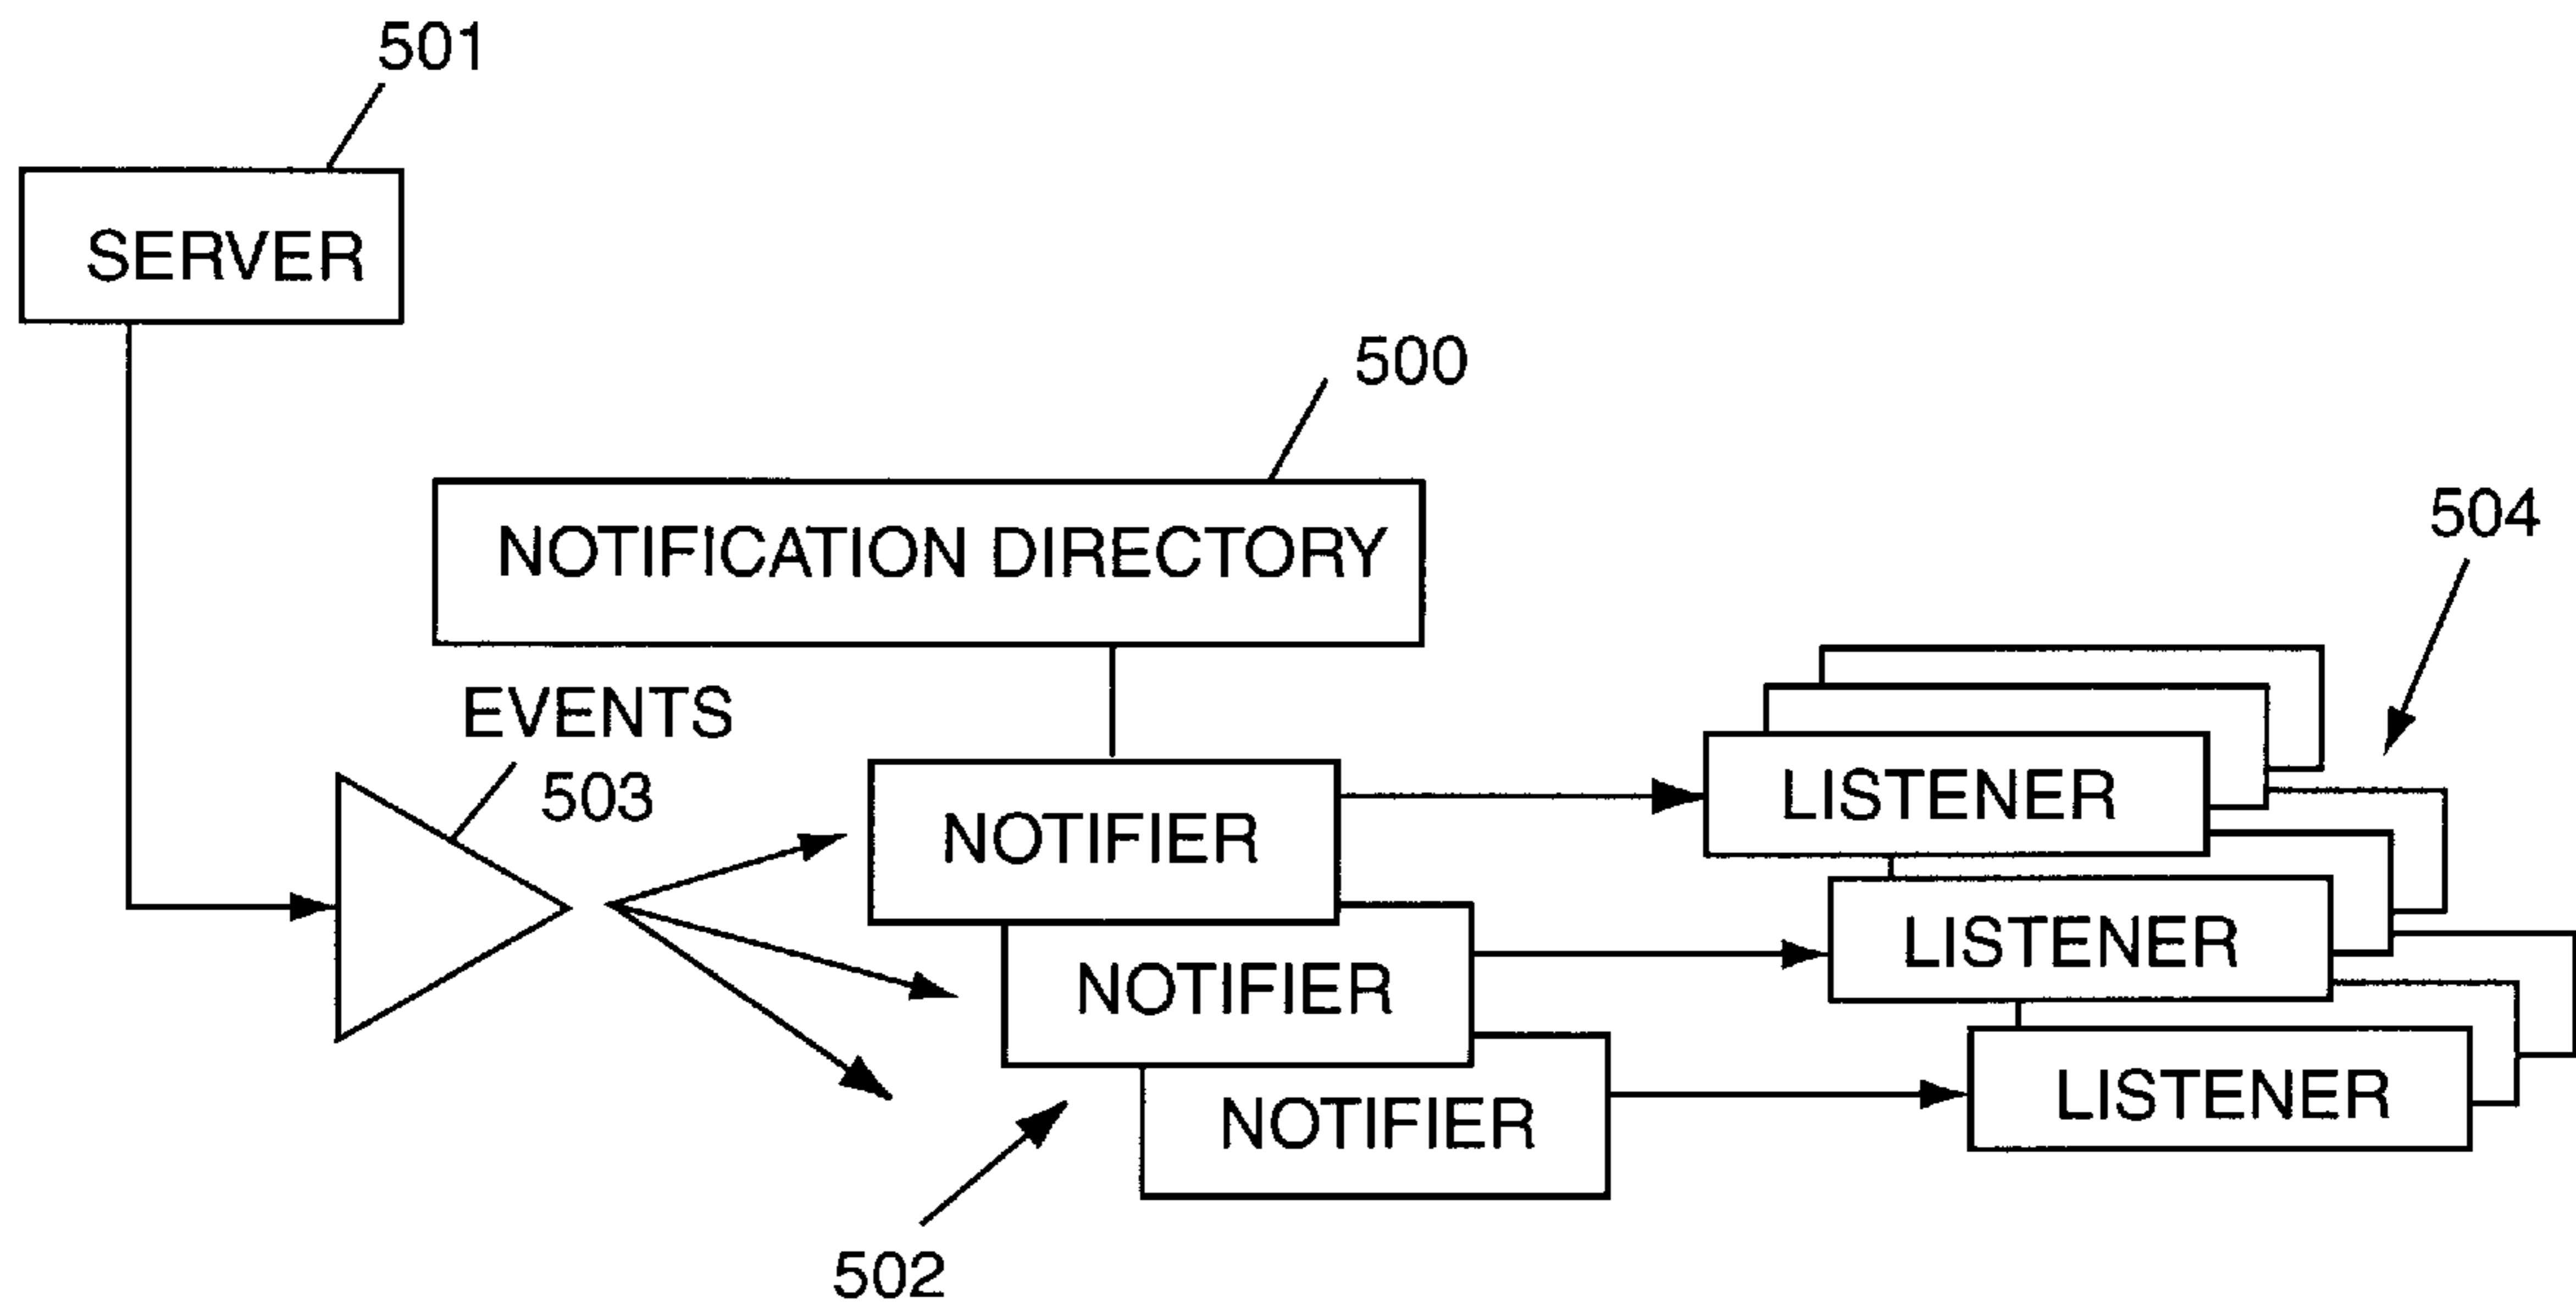 501
SERVER
500
NOTIFICATION DIRECTORY
504
EVENTS
503
LISTENER
NOTIFIER
LISTENER
NOTIFIER
LISTENER
NOTIFIER
502